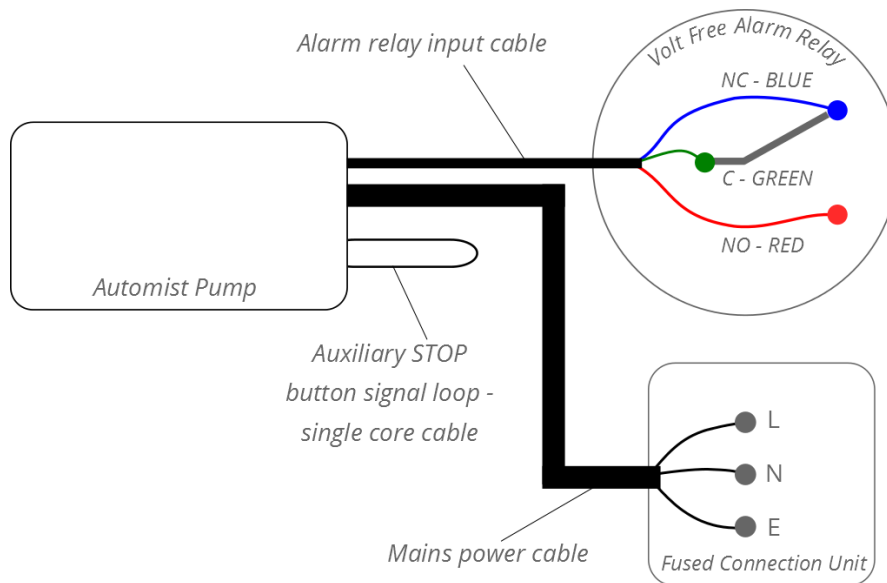 Alarm relay input cable
Volt Free Alarm Relay
NC - BLUE
C - GREEN
NO - RED
Automist Pump
Auxiliary STOP
button signal loop -
single core cable
L
N
E
Mains power cable
Fused Connection Unit